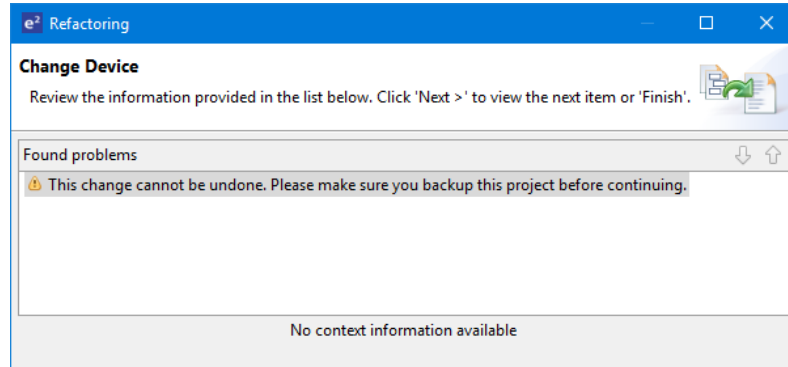 e² Refactoring
Change Device
Review the information provided in the list below. Click 'Next >' to view the next item or 'Finish'.
Found problems
This change cannot be undone. Please make sure you backup this project before continuing.
No context information available